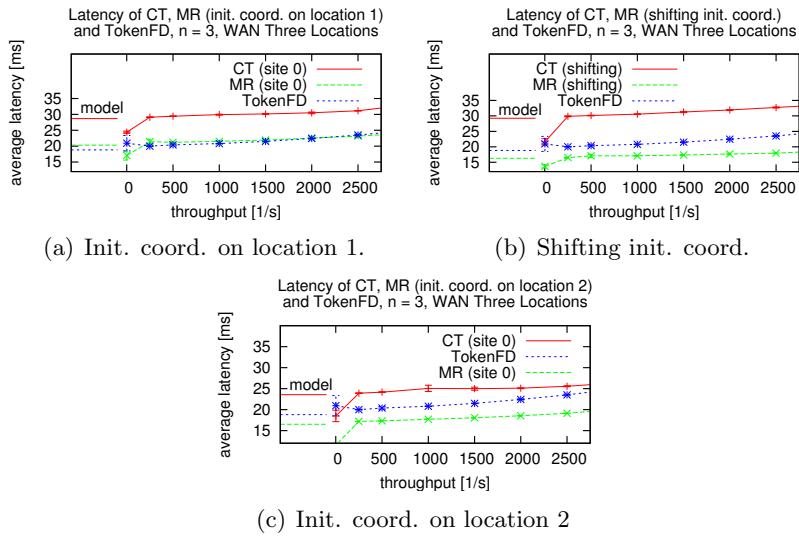 Latency of CT, MR (init. coord. on location 1)
and TokenFD, n = 3, WAN Three Locations
average latency [ms]
35
30
25
20
15
model
CT (site 0)
MR (site 0)
TokenFD
0 500 1000 1500 2000 2500
throughput [1/s]
(a) Init. coord. on location 1.
Latency of CT, MR (shifting init. coord.)
and TokenFD, n = 3, WAN Three Locations
average latency [ms]
35
30
25
20
15
model
CT (shifting)
MR (shifting)
TokenFD
0 500 1000 1500 2000 2500
throughput [1/s]
(b) Shifting init. coord.
Latency of CT, MR (init. coord. on location 2)
and TokenFD, n = 3, WAN Three Locations
average latency [ms]
35
30
25
20
15
model
CT (site 0)
TokenFD
MR (site 0)
0 500 1000 1500 2000 2500
throughput [1/s]
(c) Init. coord. on location 2